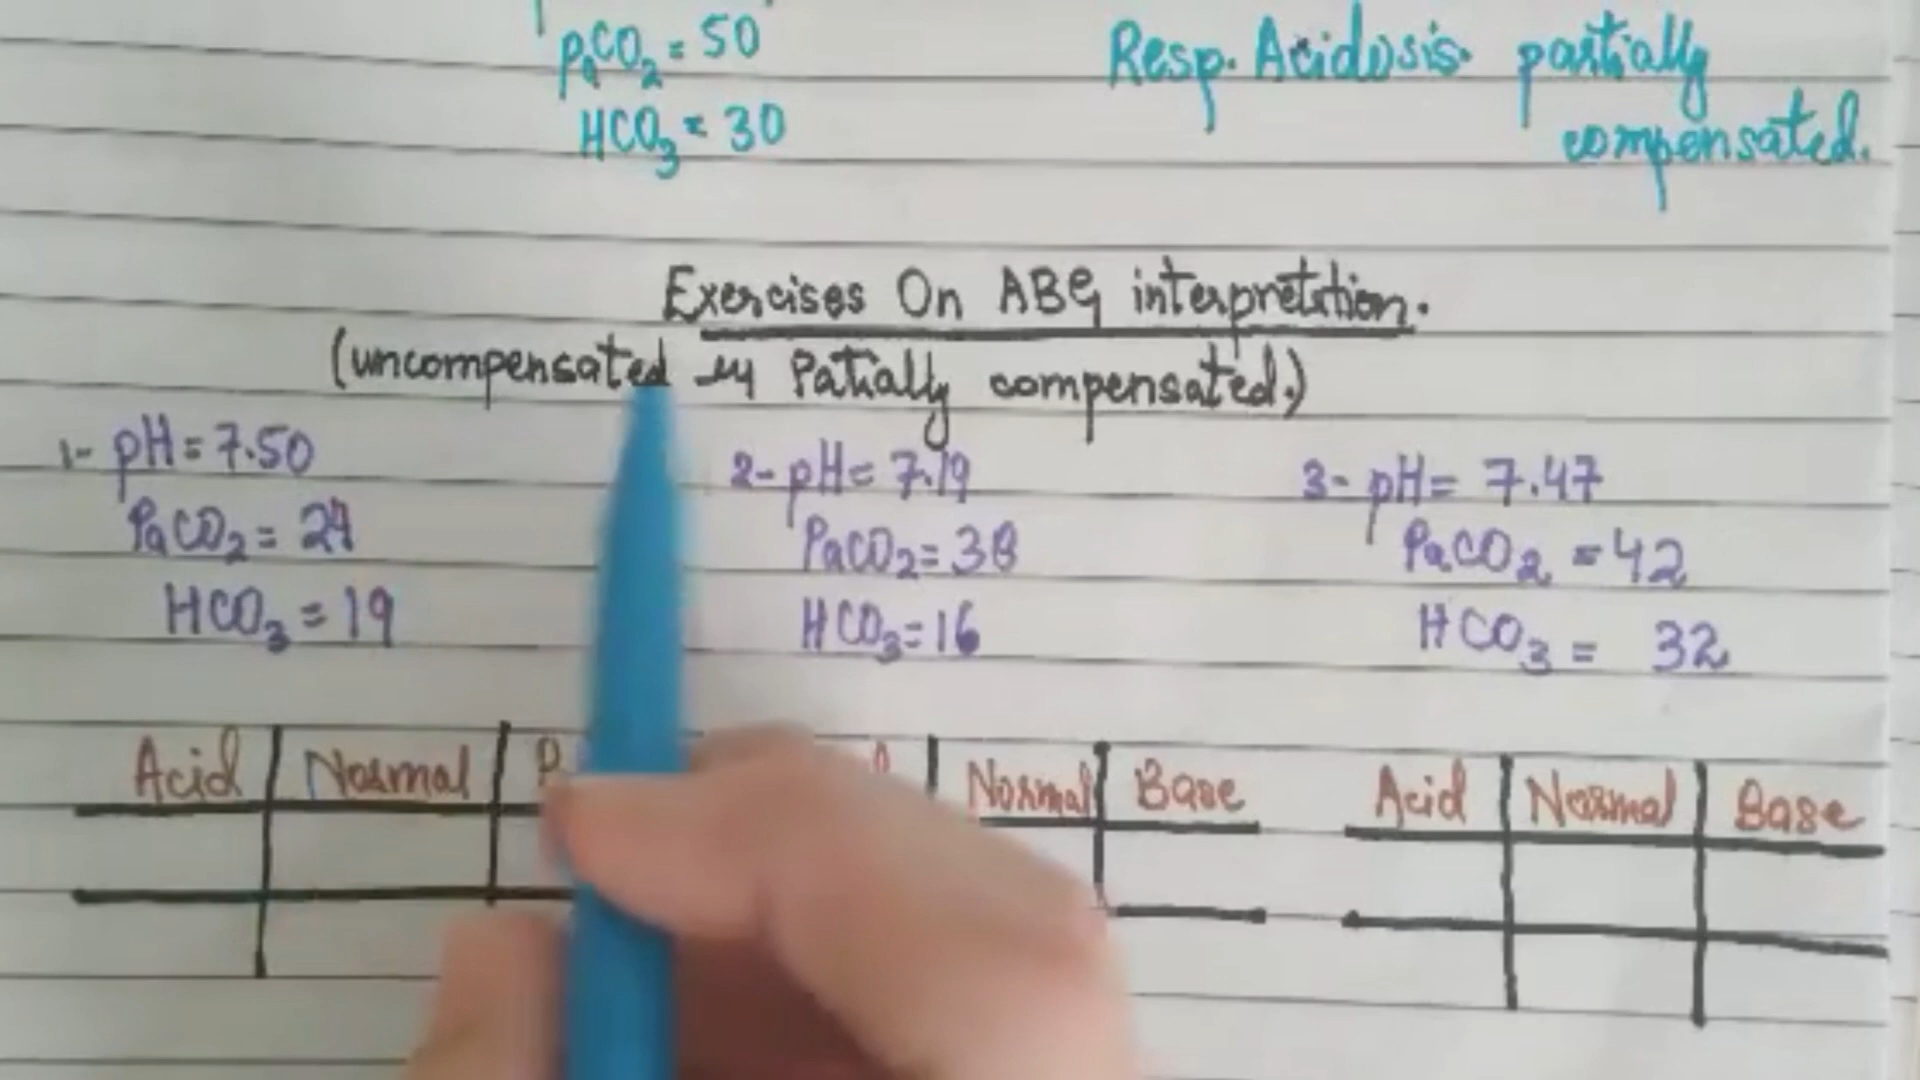 PaCO₂ = 50
Resp. Acidosis. partially
HCO₃ = 30
compensated.
Exercises On ABG interpretation.
(uncompensated Patially compensated.)
1- pH = 7.50
PaCO₂ =
HCO₃ = 19
2- pH = 7.19
PaCO₂ = 38
HCO₃ = 16
3- pH = 7.47
PaCO₂ = 42
HCO₃ = 32
Acid Normal
Normal Base
Acid Normal Base